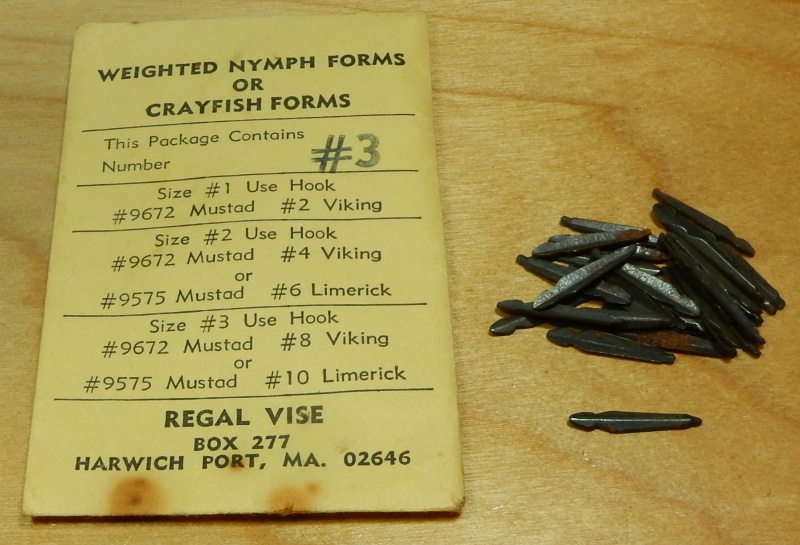 WEIGHTED NYMPH FORMS
OR
CRAYFISH FORMS
This Package Contains
Number #3
Size #1 Use Hook
#9672 Mustad #2 Viking
Size #2 Use Hook
#9672 Mustad #4 Viking
or
#9575 Mustad #6 Limerick
Size #3 Use Hook
#9672 Mustad #8 Viking
or
#9575 Mustad #10 Limerick
REGAL VISE
BOX 277
HARWICH PORT, MA. 02646